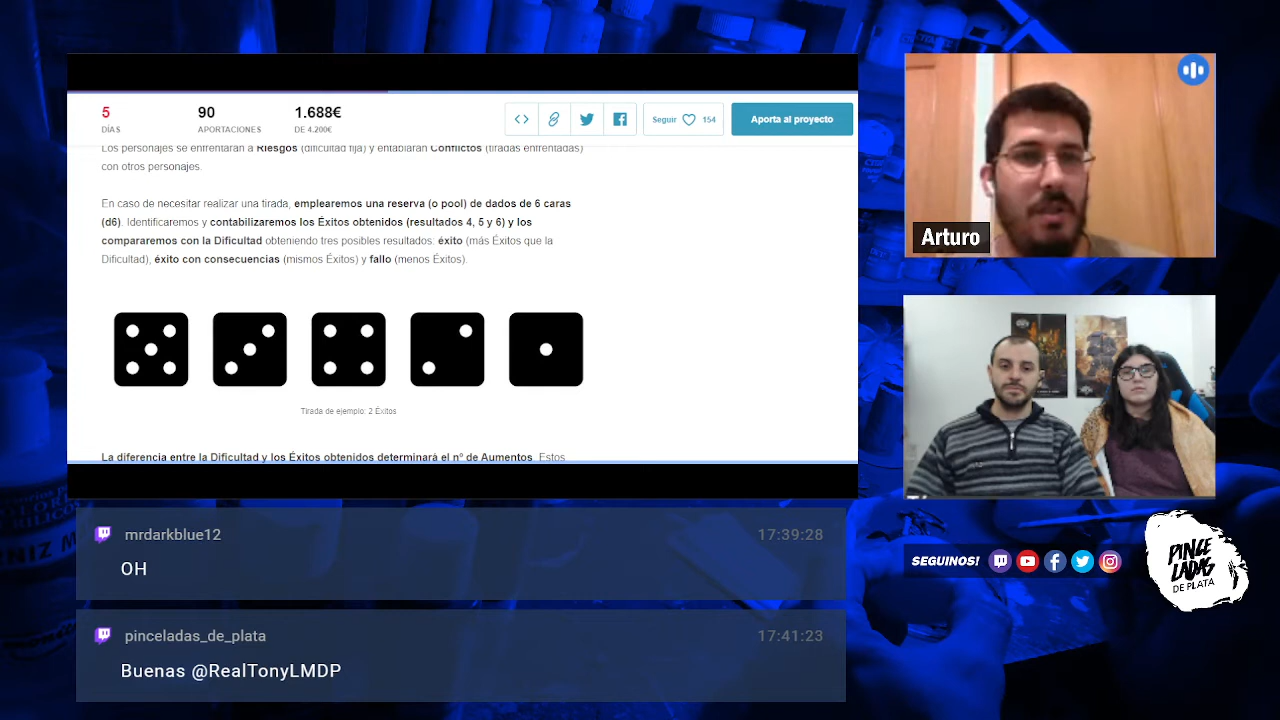 5
DÍAS
90
APORTACIONES
1.688€
DE 4.200€
Seguir
154
Aporta al proyecto
Los personajes se enfrentarán a Riesgos (dificultad fija) y entablarán Conflictos (tiradas enfrentadas)
con otros personajes.
En caso de necesitar realizar una tirada, emplearemos una reserva (o pool) de dados de 6 caras
(d6). Identificaremos y contabilizaremos los Éxitos obtenidos (resultados 4, 5 y 6) y los
compararemos con la Dificultad obteniendo tres posibles resultados: éxito (más Éxitos que la
Dificultad), éxito con consecuencias (mismos Éxitos) y fallo (menos Éxitos).
Tirada de ejemplo: 2 Éxitos
La diferencia entre la Dificultad y los Éxitos obtenidos determinará el nº de Aumentos. Estos
Arturo
mrdarkblue12
17:39:28
OH
pinceladas_de_plata
17:41:23
Buenas @RealTonyLMDP
SEGUINOS!
PINCE
LADAS
DE PLATA